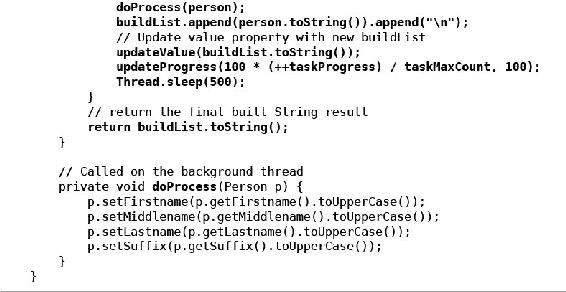 doProcess(person);
buildList.append(person.toString()).append("\n");
// Update value property with new buildList
updateValue(buildList.toString());
updateProgress(100 * (++taskProgress) / taskMaxCount, 100);
Thread.sleep(500);
}
// return the final built String result
return buildList.toString();
}
// Called on the background thread
private void doProcess(Person p) {
p.setFirstname(p.getFirstname().toUpperCase());
p.setMiddlename(p.getMiddlename().toUpperCase());
p.setLastname(p.getLastname().toUpperCase());
p.setSuffix(p.getSuffix().toUpperCase());
}
}